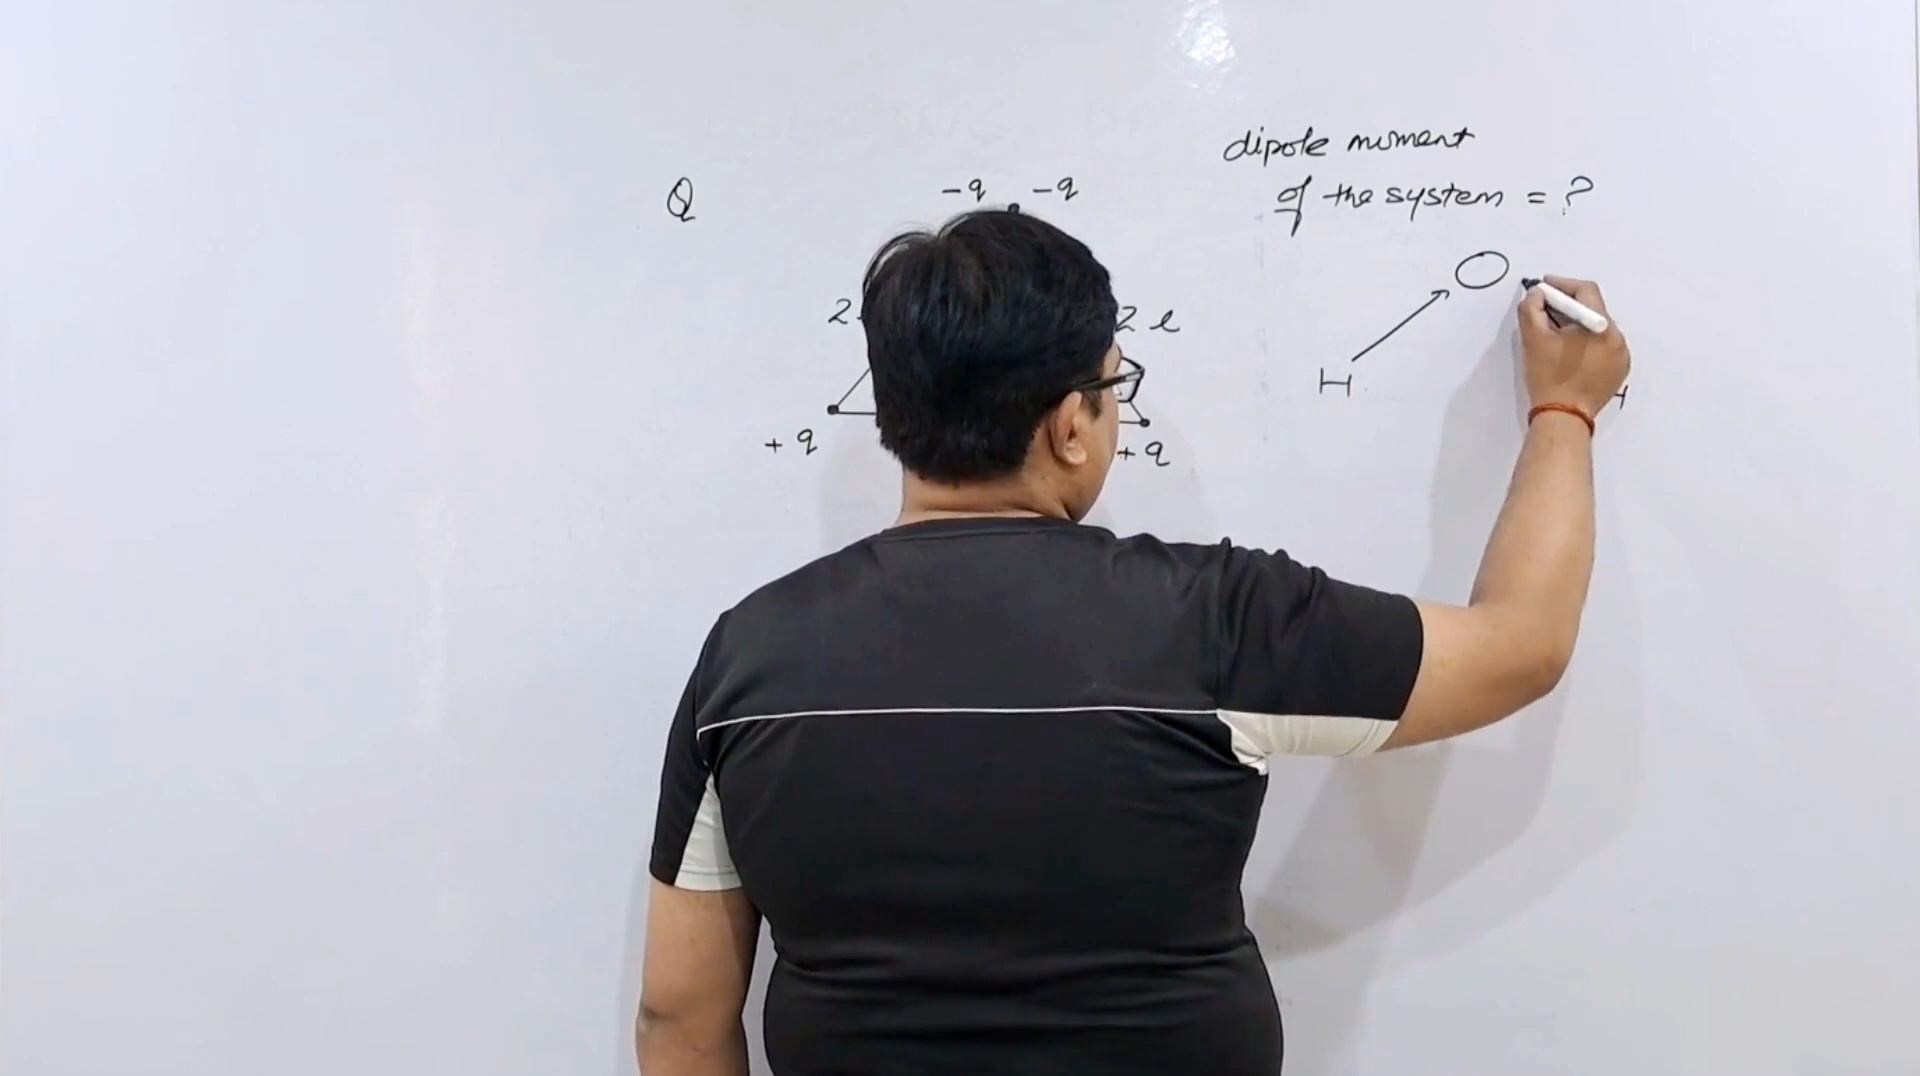 dipole moment
Q -q -q of the system = ?
O
2 2 l
H
+q +q